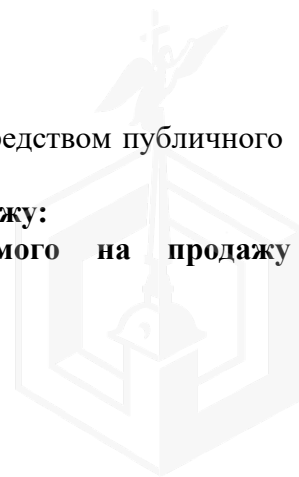 редством публичного
жу:
мого на продажу